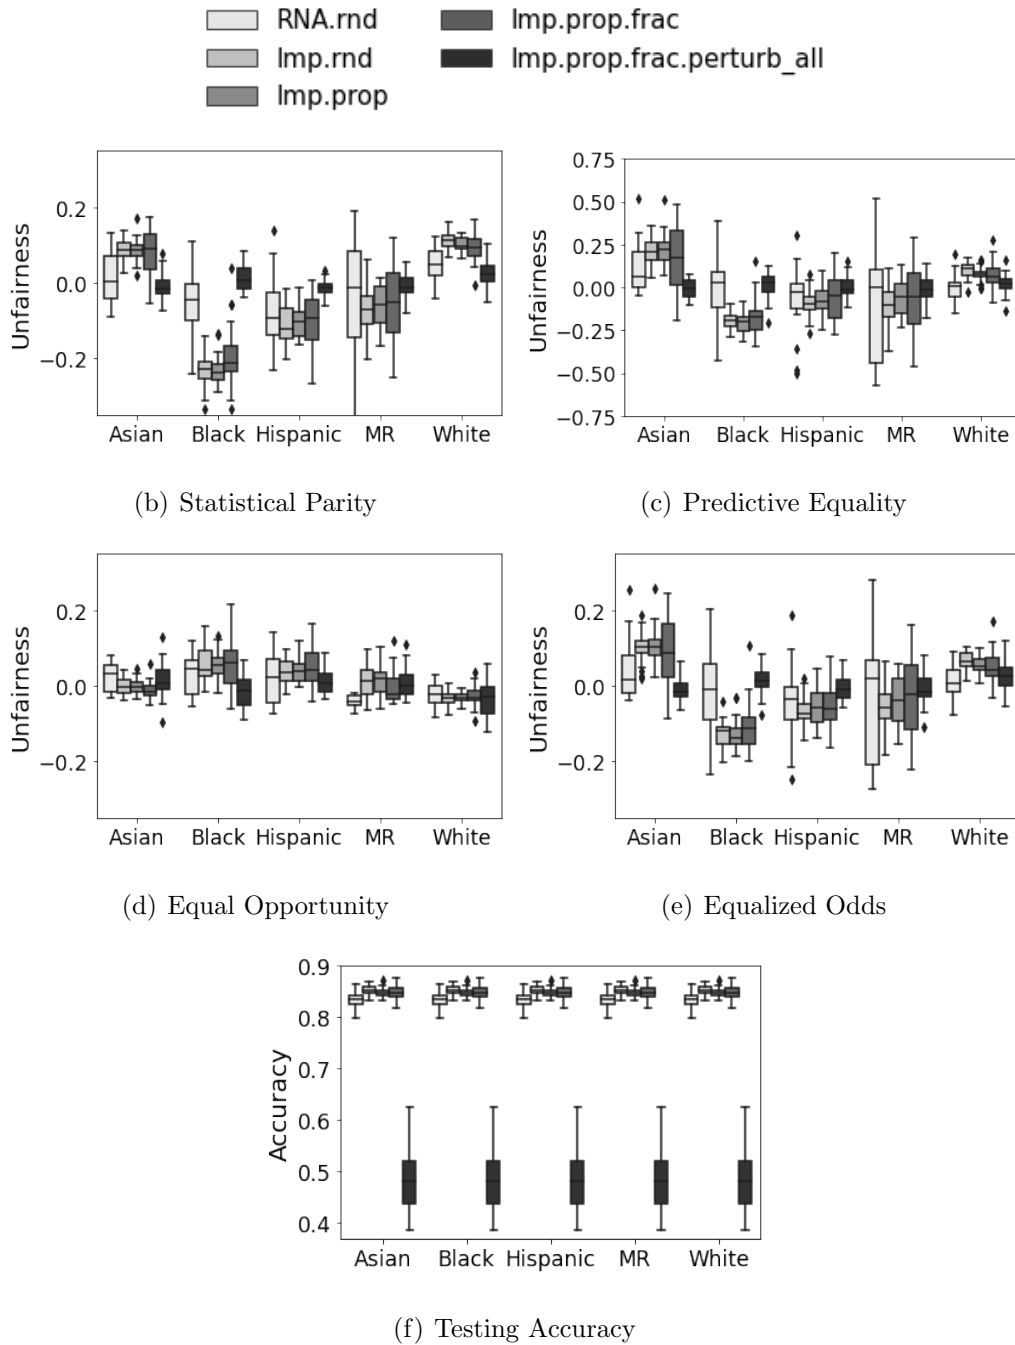 RNA.rnd
Imp.rnd
Imp.prop
Imp.prop.frac
Imp.prop.frac.perturb_all
Unfairness
0.2
0.0
−0.2
Asian Black Hispanic MR White
(b) Statistical Parity
Unfairness
0.75
0.50
0.25
0.00
−0.25
−0.50
−0.75
Asian Black Hispanic MR White
(c) Predictive Equality
Unfairness
0.2
0.0
−0.2
Asian Black Hispanic MR White
(d) Equal Opportunity
Unfairness
0.2
0.0
−0.2
Asian Black Hispanic MR White
(e) Equalized Odds
Accuracy
0.9
0.8
0.7
0.6
0.5
0.4
Asian Black Hispanic MR White
(f) Testing Accuracy